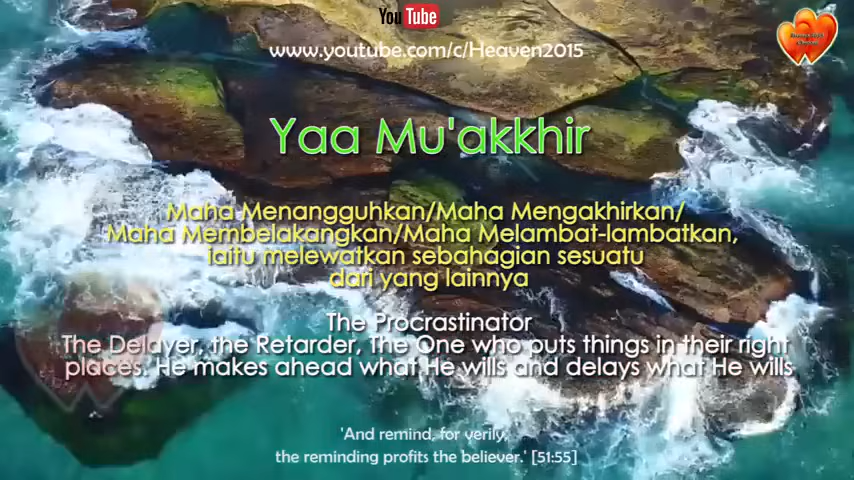 You Tube
www.youtube.com/c/Heaven2015
Yaa Mu'akkhir
Maha Menangguhkan/Maha Mengakhirkan/
Maha Membelakangkan/Maha Melambat-lambatkan,
iaitu melewatkan sebahagian sesuatu
dari yang lainnya
The Procrastinator
The Delayer, the Retarder, The One who puts things in their right
places. He makes ahead what He wills and delays what He wills
'And remind, for verily,
the reminding profits the believer.' [51:55]